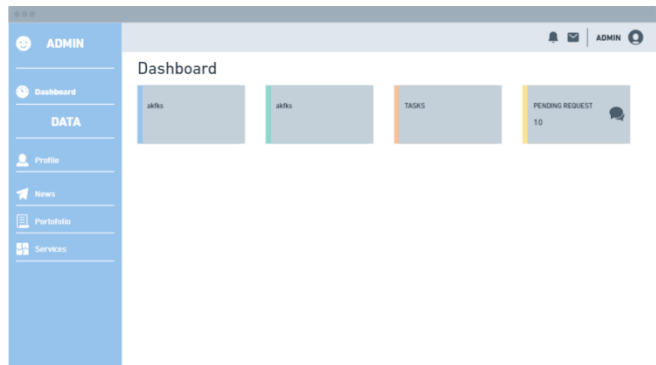 ADMIN
ADMIN
Dashboard
Dashboard
akfks
akfks
TASKS
PENDING REQUEST
10
DATA
Profile
News
Portofolio
Services